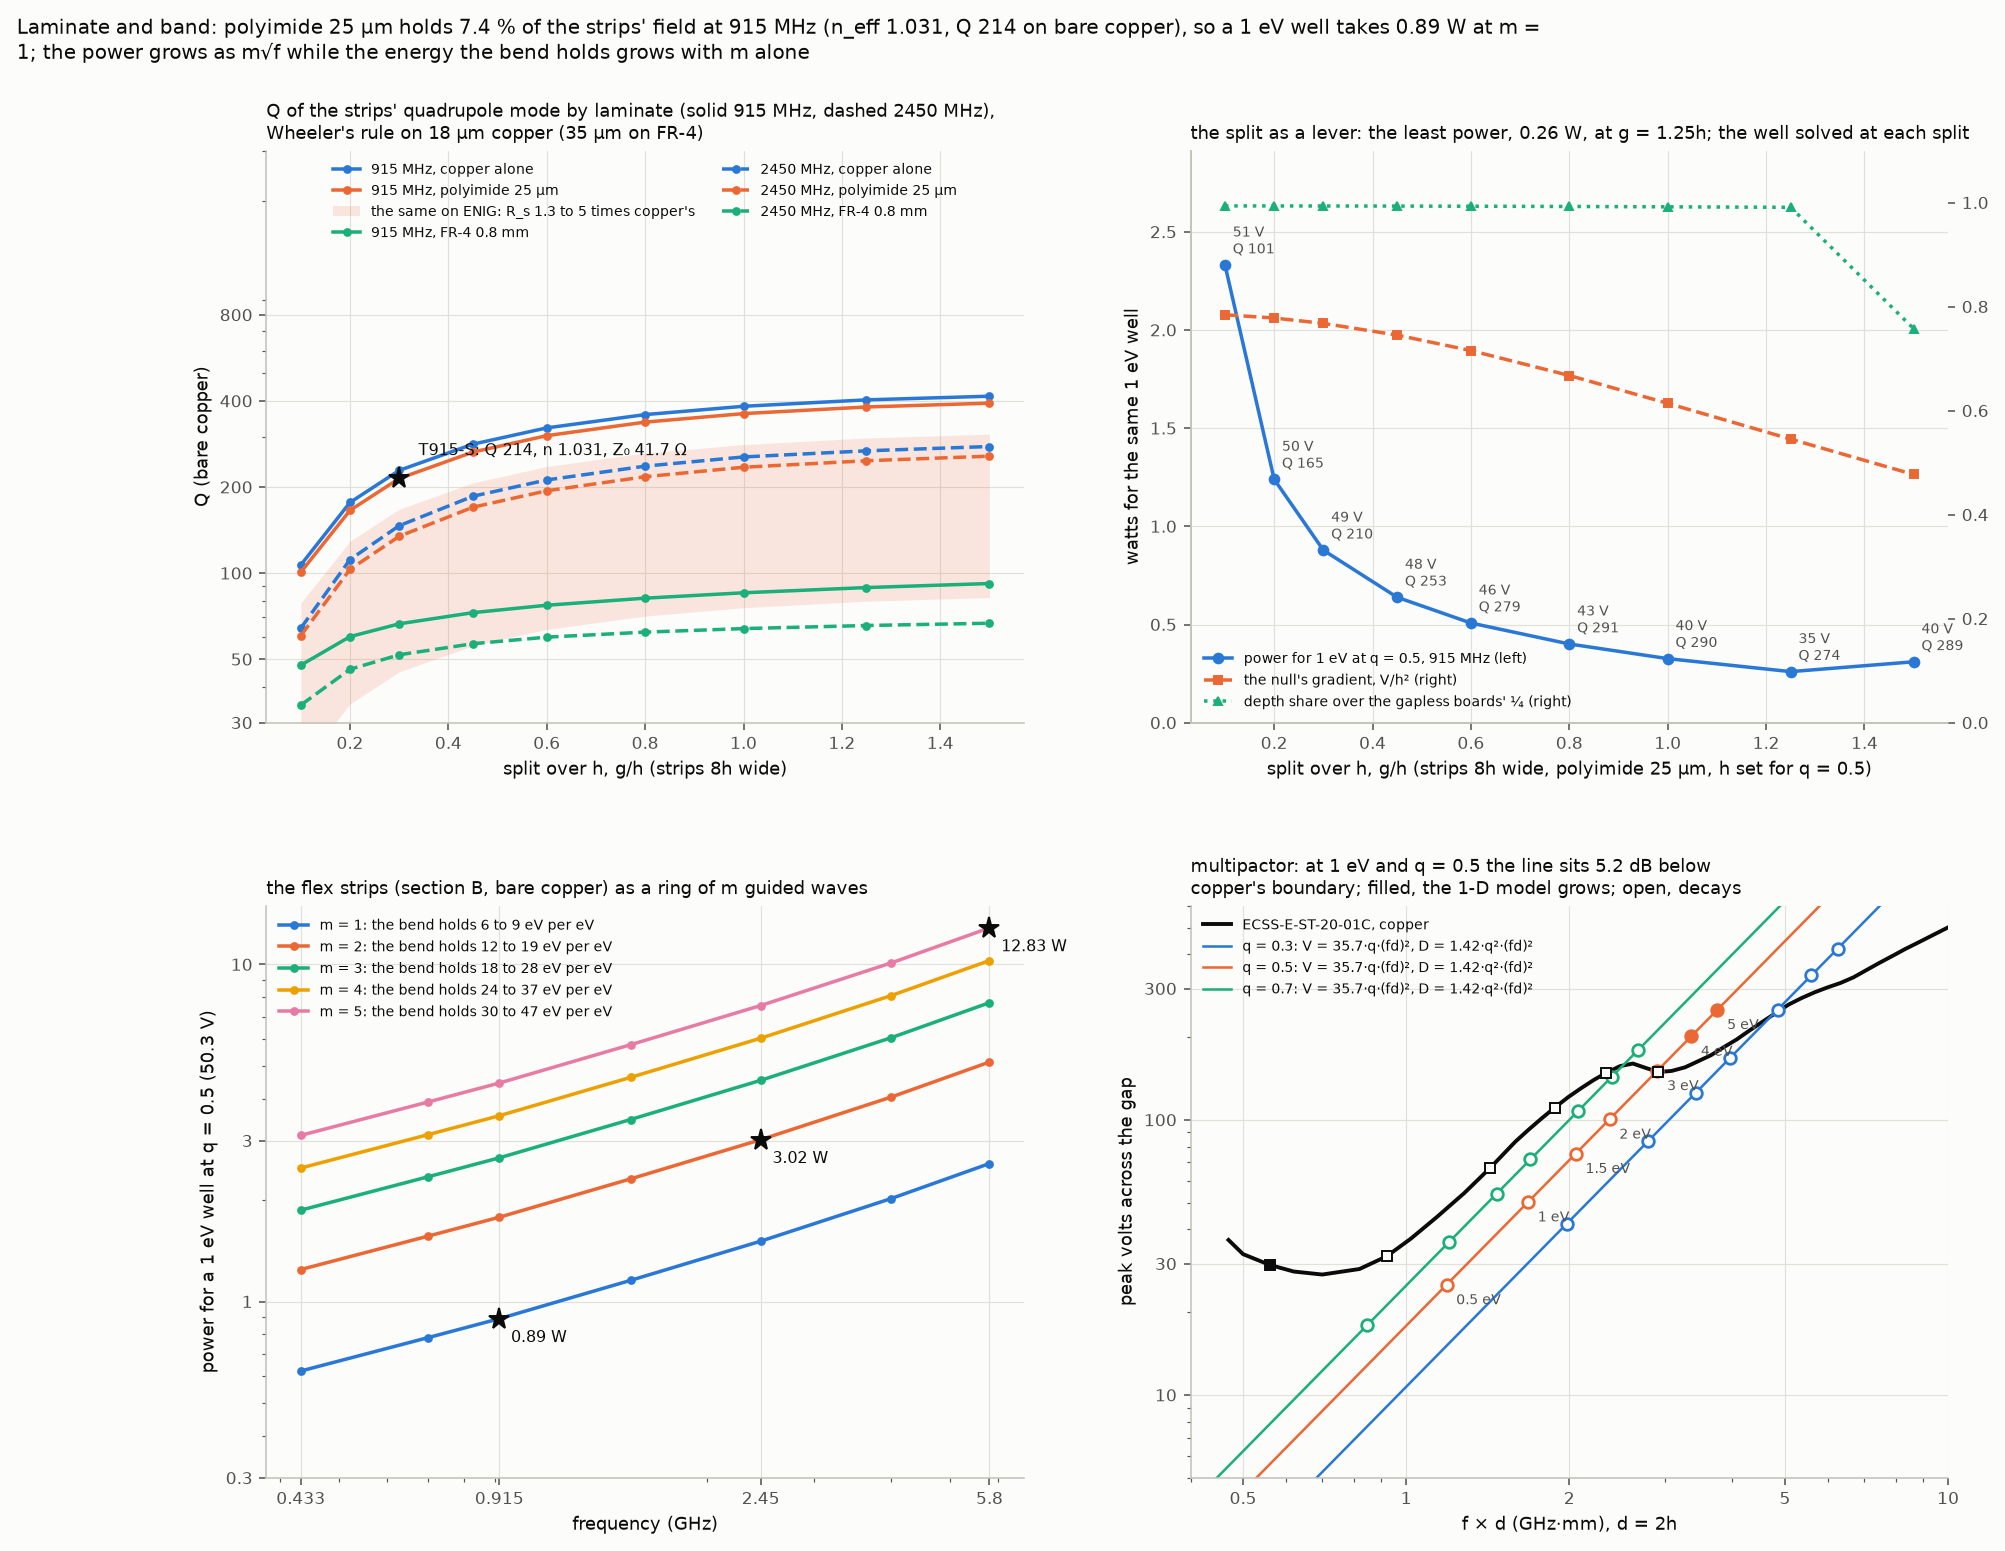 Laminate and band: polyimide 25 µm holds 7.4 % of the strips' field at 915 MHz (n_eff 1.031, Q 214 on bare copper), so a 1 eV well takes 0.89 W at m =
1; the power grows as m√f while the energy the bend holds grows with m alone
Q of the strips' quadrupole mode by laminate (solid 915 MHz, dashed 2450 MHz),
Wheeler's rule on 18 µm copper (35 µm on FR-4)
915 MHz, copper alone
915 MHz, polyimide 25 µm
the same on ENIG: R_s 1.3 to 5 times copper's
915 MHz, FR-4 0.8 mm
2450 MHz, copper alone
2450 MHz, polyimide 25 µm
2450 MHz, FR-4 0.8 mm
Q (bare copper)
800
400
200
100
50
30
T915-S: Q 214, n 1.031, Z₀ 41.7 Ω
0.2
0.4
0.6
0.8
1.0
1.2
1.4
split over h, g/h (strips 8h wide)
the split as a lever: the least power, 0.26 W, at g = 1.25h; the well solved at each split
watts for the same 1 eV well
2.5
2.0
1.5
1.0
0.5
0.0
51 V
Q 101
50 V
Q 165
49 V
Q 210
48 V
Q 253
46 V
Q 279
43 V
Q 291
40 V
Q 290
35 V
Q 274
40 V
Q 289
1.0
0.8
0.6
0.4
0.2
0.0
power for 1 eV at q = 0.5, 915 MHz (left)
the null's gradient, V/h² (right)
depth share over the gapless boards' ¼ (right)
0.2
0.4
0.6
0.8
1.0
1.2
1.4
split over h, g/h (strips 8h wide, polyimide 25 µm, h set for q = 0.5)
the flex strips (section B, bare copper) as a ring of m guided waves
m = 1: the bend holds 6 to 9 eV per eV
m = 2: the bend holds 12 to 19 eV per eV
m = 3: the bend holds 18 to 28 eV per eV
m = 4: the bend holds 24 to 37 eV per eV
m = 5: the bend holds 30 to 47 eV per eV
power for a 1 eV well at q = 0.5 (50.3 V)
10
3
1
0.3
12.83 W
3.02 W
0.89 W
0.433
0.915
2.45
5.8
frequency (GHz)
multipactor: at 1 eV and q = 0.5 the line sits 5.2 dB below
copper's boundary; filled, the 1-D model grows; open, decays
ECSS-E-ST-20-01C, copper
q = 0.3: V = 35.7·q·(fd)², D = 1.42·q²·(fd)²
q = 0.5: V = 35.7·q·(fd)², D = 1.42·q²·(fd)²
q = 0.7: V = 35.7·q·(fd)², D = 1.42·q²·(fd)²
peak volts across the gap
300
100
30
10
5 eV
4 eV
3 eV
2 eV
1.5 eV
1 eV
0.5 eV
0.5
1
2
5
10
f × d (GHz·mm), d = 2h